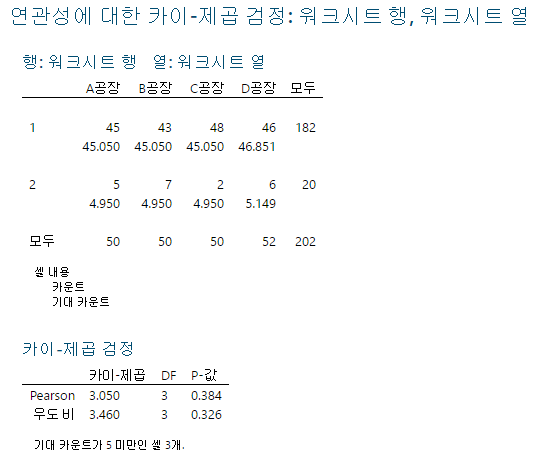 연관성에 대한 카이-제곱 검정: 워크시트 행, 워크시트 열
행: 워크시트 행 열: 워크시트 열
A공장 B공장 C공장 D공장 모두
1 45 43 48 46 182
45.050 45.050 45.050 46.851
2 5 7 2 6 20
4.950 4.950 4.950 5.149
모두 50 50 50 52 202
셀 내용
카운트
기대 카운트
카이-제곱 검정
카이-제곱 DF P-값
Pearson 3.050 3 0.384
우도 비 3.460 3 0.326
기대 카운트가 5 미만인 셀 3개.